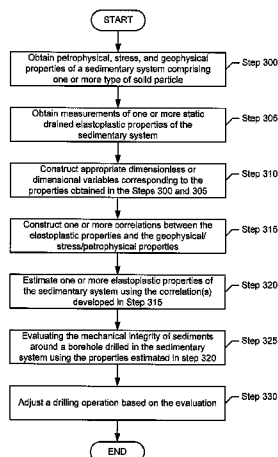 START
Obtain petrophysical, stress, and geophysical
properties of a sedimentary system comprising
one or more type of solid particle
Step 300
Obtain measurements of one or more static
drained elastoplastic properties of the
sedimentary system
Step 305
Construct appropriate dimensionless or
dimensional variables corresponding to the
properties obtained in the Steps 300 and 305
Step 310
Construct one or more correlations between the
elastoplastic properties and the geophysical/
stress/petrophysical properties
Step 315
Estimate one or more elastoplastic properties of
the sedimentary system using the correlation(s)
developed in Step 315
Step 320
Evaluating the mechanical integrity of sediments
around a borehole drilled in the sedimentary
system using the properties estimated in step 320
Step 325
Adjust a drilling operation based on the evaluation
Step 330
END